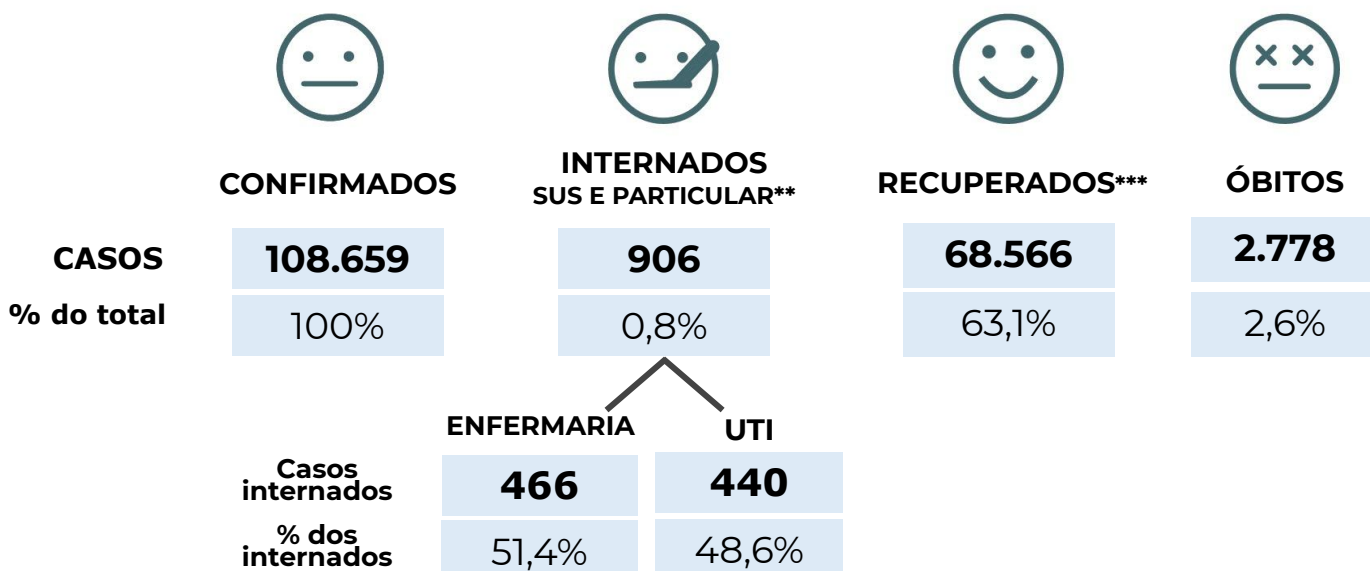 CONFIRMADOS
INTERNADOS
SUS E PARTICULAR**
RECUPERADOS***
ÓBITOS
CASOS
108.659
906
68.566
2.778
% do total
100%
0,8%
63,1%
2,6%
ENFERMARIA
UTI
Casos
internados
466
440
% dos
internados
51,4%
48,6%